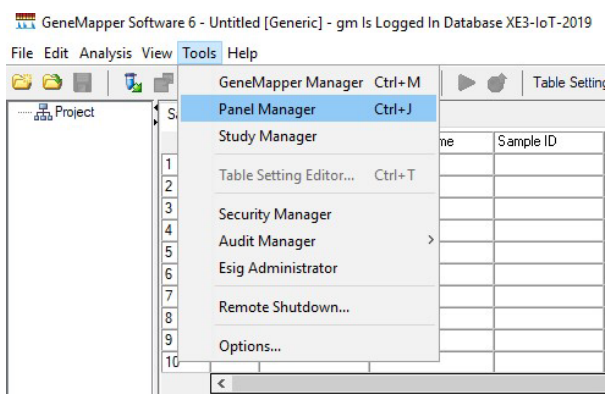 GeneMapper Software 6 - Untitled [Generic] - gm Is Logged In Database XE3-IoT-2019
File Edit Analysis View Tools Help
Table Setting
Project
GeneMapper Manager Ctrl+M
Panel Manager Ctrl+J
Study Manager
Table Setting Editor... Ctrl+T
Security Manager
Audit Manager
Esig Administrator
Remote Shutdown...
Options...
Sample ID
1
2
3
4
5
6
7
8
9
10